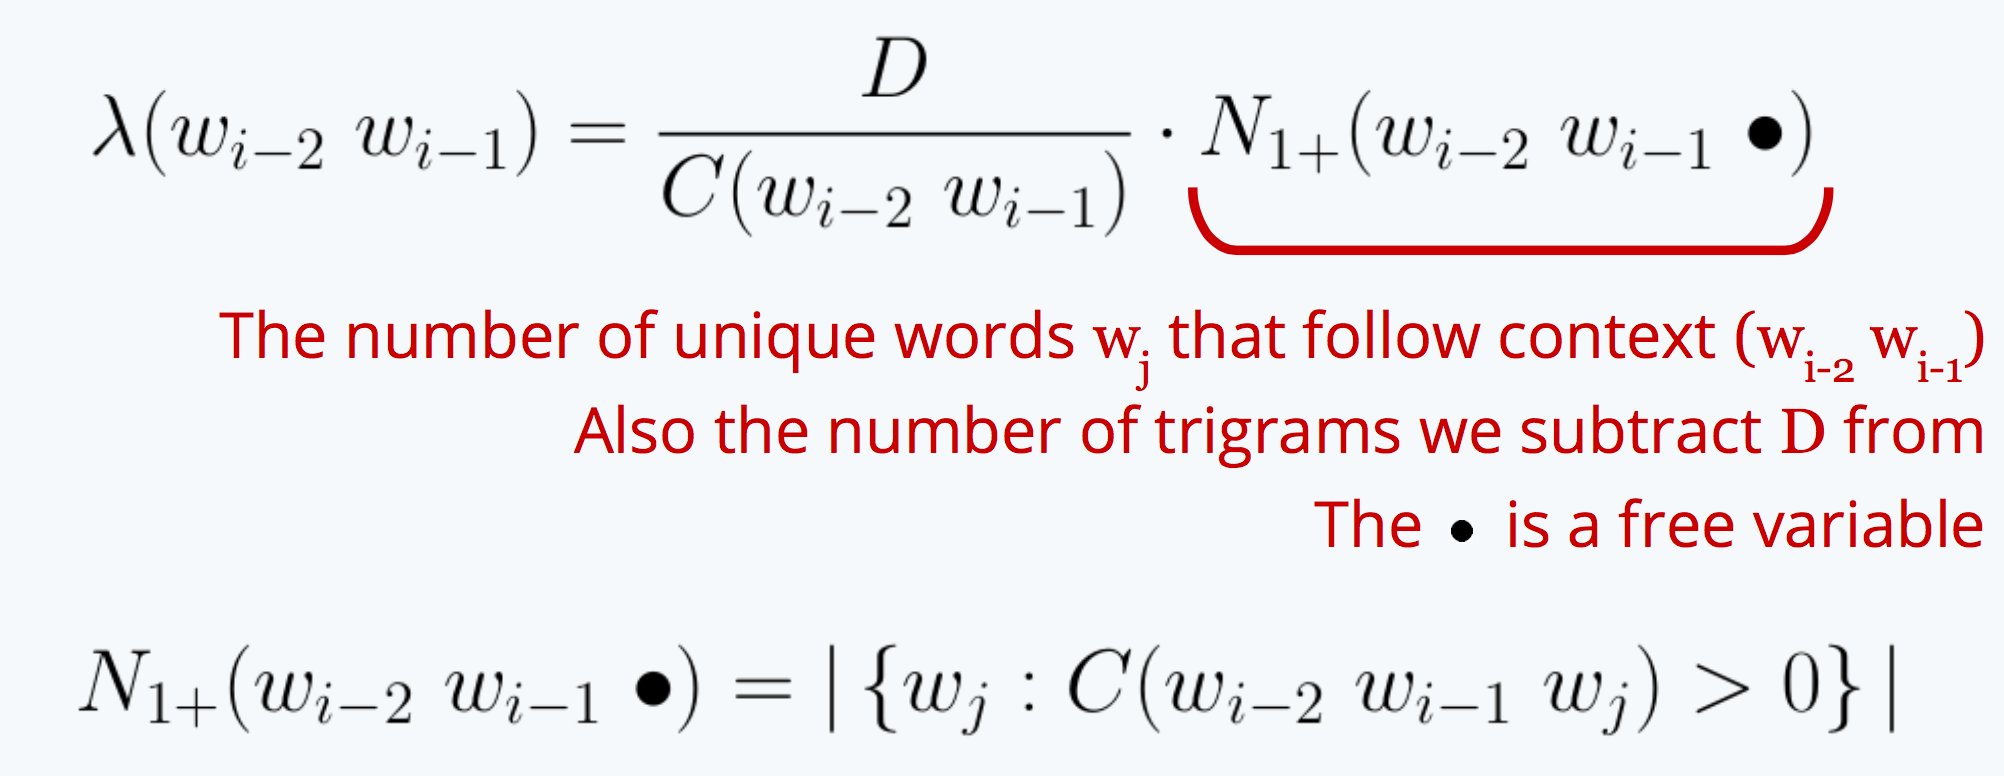 λ(w_{i−2} w_{i−1}) = \frac{D}{C(w_{i−2} w_{i−1})} · N_{1+}(w_{i−2} w_{i−1} •)
The number of unique words w_j that follow context (w_{i-2} w_{i-1})
Also the number of trigrams we subtract D from
The • is a free variable
N_{1+}(w_{i−2} w_{i−1} •) = | {w_j : C(w_{i−2} w_{i−1} w_j) > 0} |